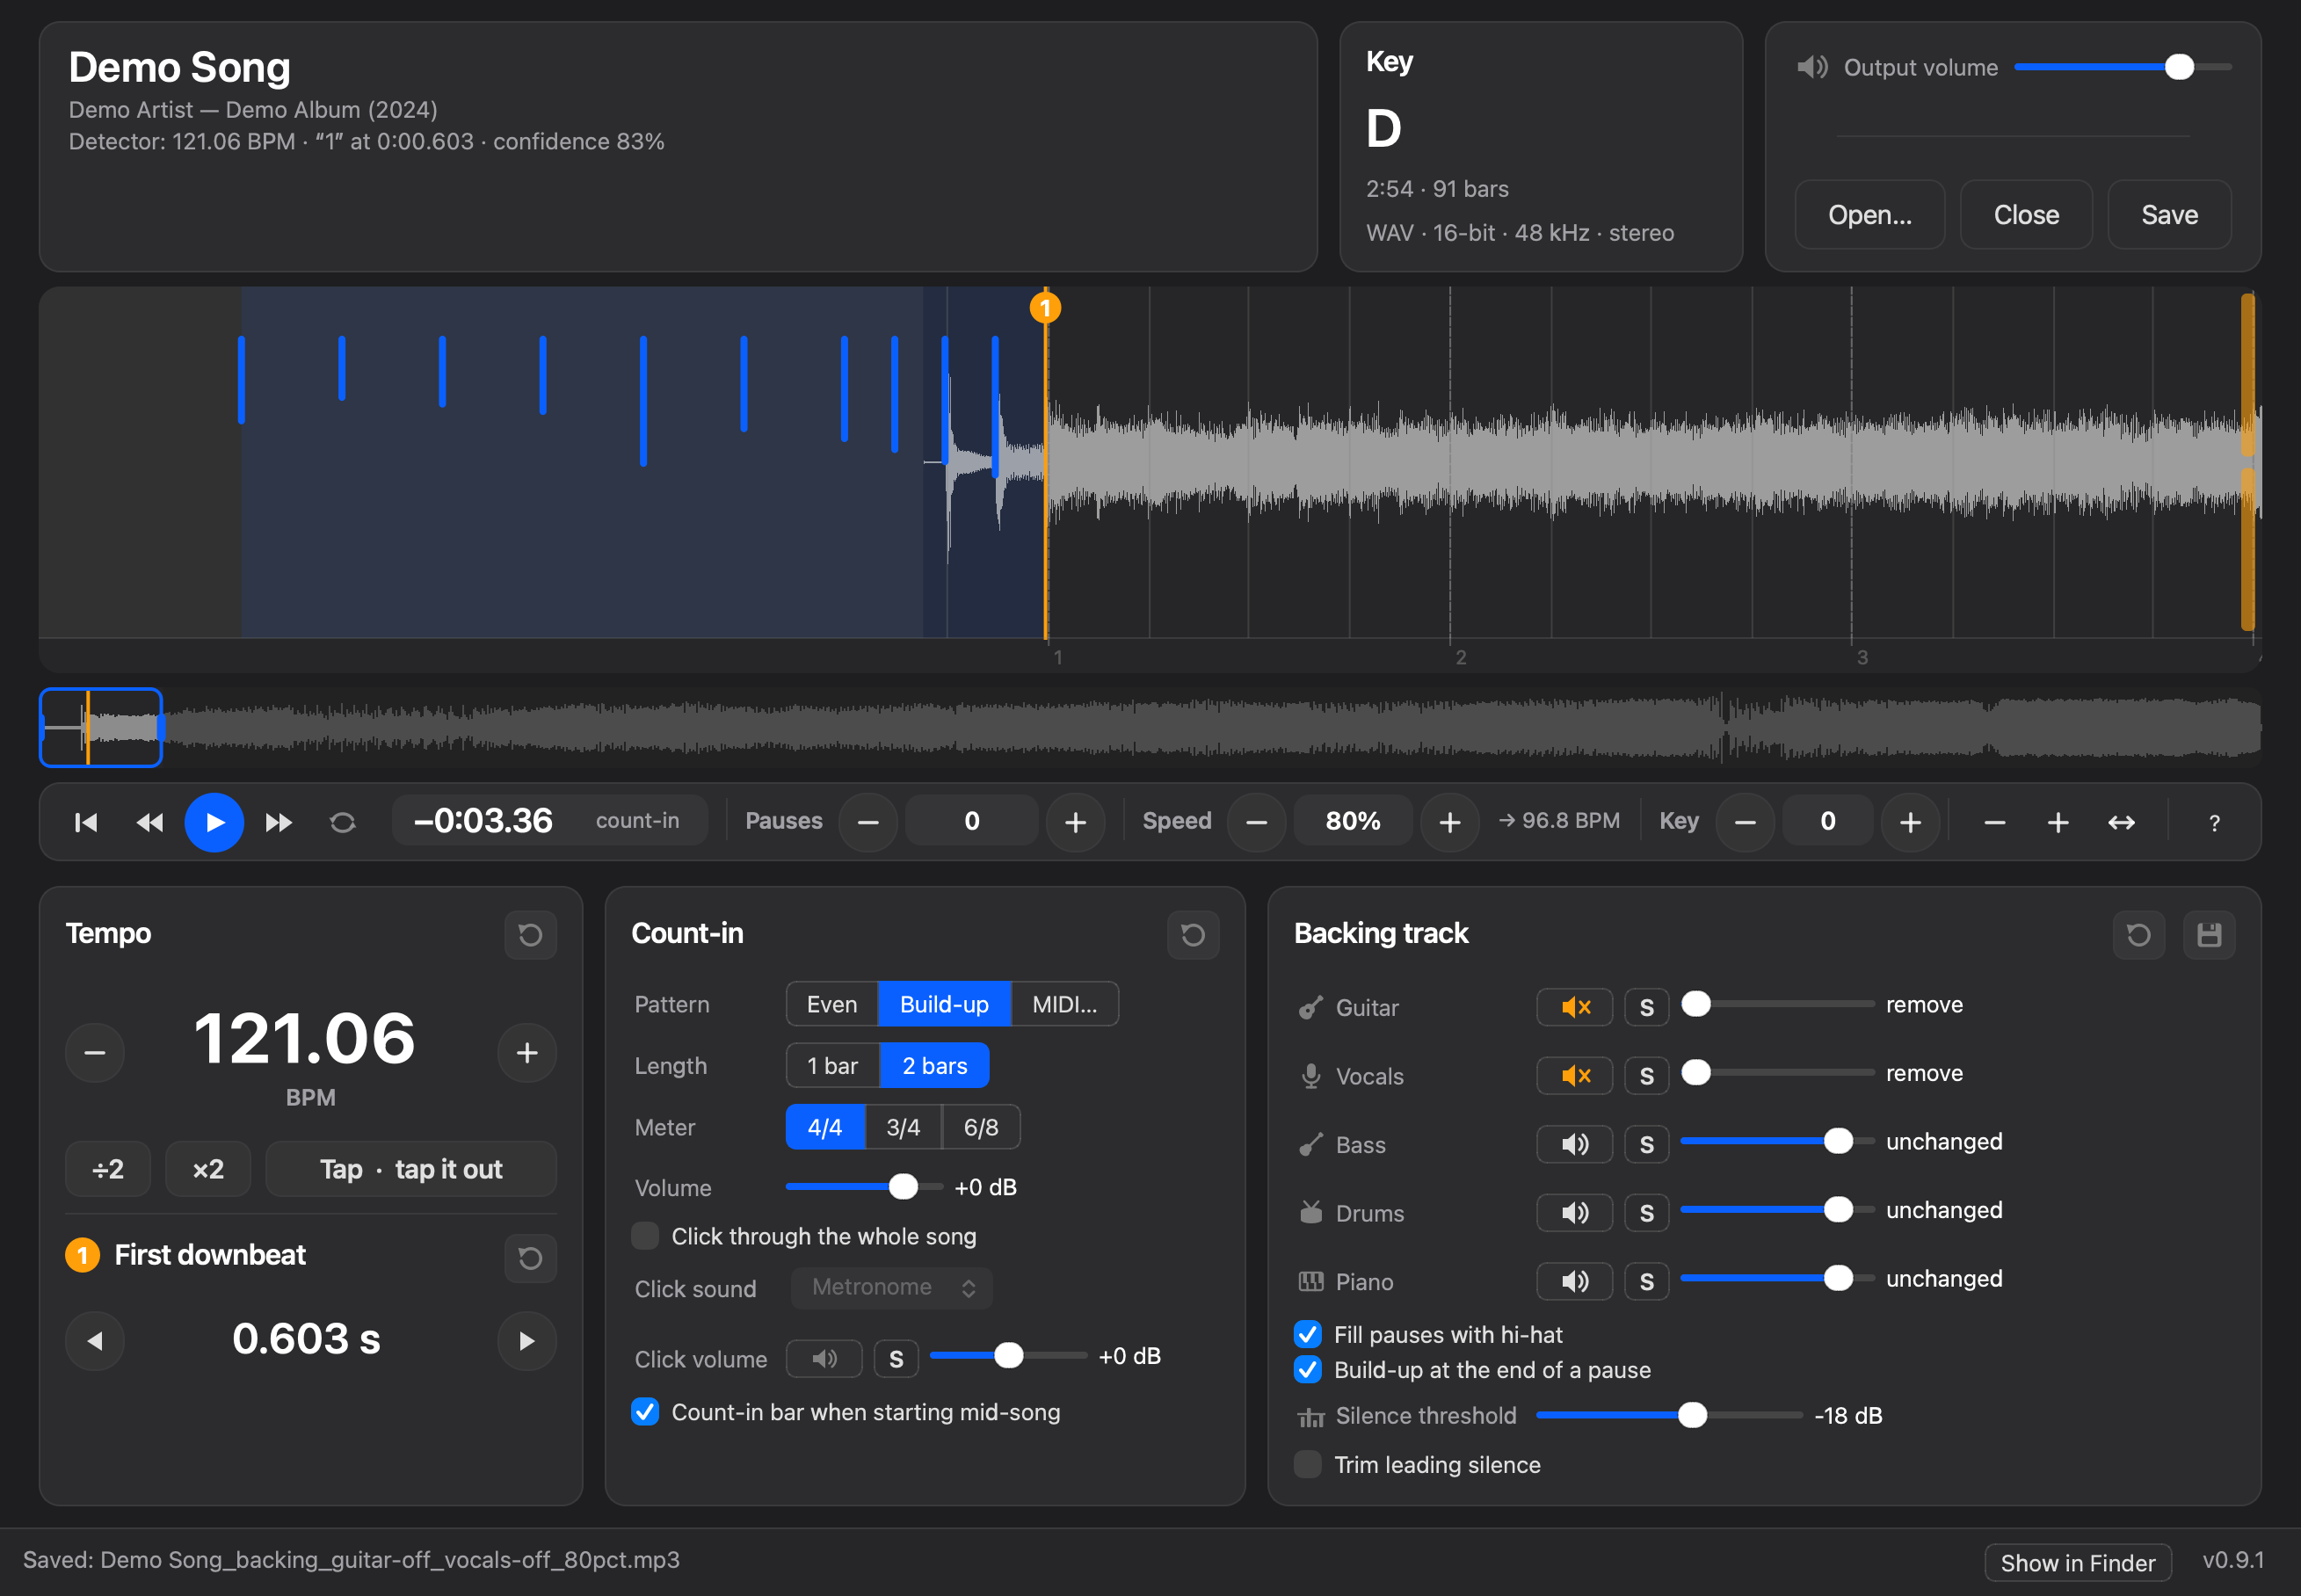 Demo Song
Demo Artist — Demo Album (2024)
Detector: 121.06 BPM · “1” at 0:00.603 · confidence 83%
Key
D
2:54 · 91 bars
WAV · 16-bit · 48 kHz · stereo
Output volume
Open... Close Save
1
1 2 3
–0:03.36 count-in Pauses − 0 + Speed − 80% + → 96.8 BPM Key − 0 + − + ↔ ?
Tempo
− 121.06 +
BPM
÷2 ×2 Tap · tap it out
1 First downbeat
0.603 s
Count-in
Pattern Even Build-up MIDI...
Length 1 bar 2 bars
Meter 4/4 3/4 6/8
Volume +0 dB
Click through the whole song
Click sound Metronome
Click volume S +0 dB
Count-in bar when starting mid-song
Backing track
Guitar S remove
Vocals S remove
Bass S unchanged
Drums S unchanged
Piano S unchanged
Fill pauses with hi-hat
Build-up at the end of a pause
Silence threshold -18 dB
Trim leading silence
Saved: Demo Song_backing_guitar-off_vocals-off_80pct.mp3
Show in Finder v0.9.1